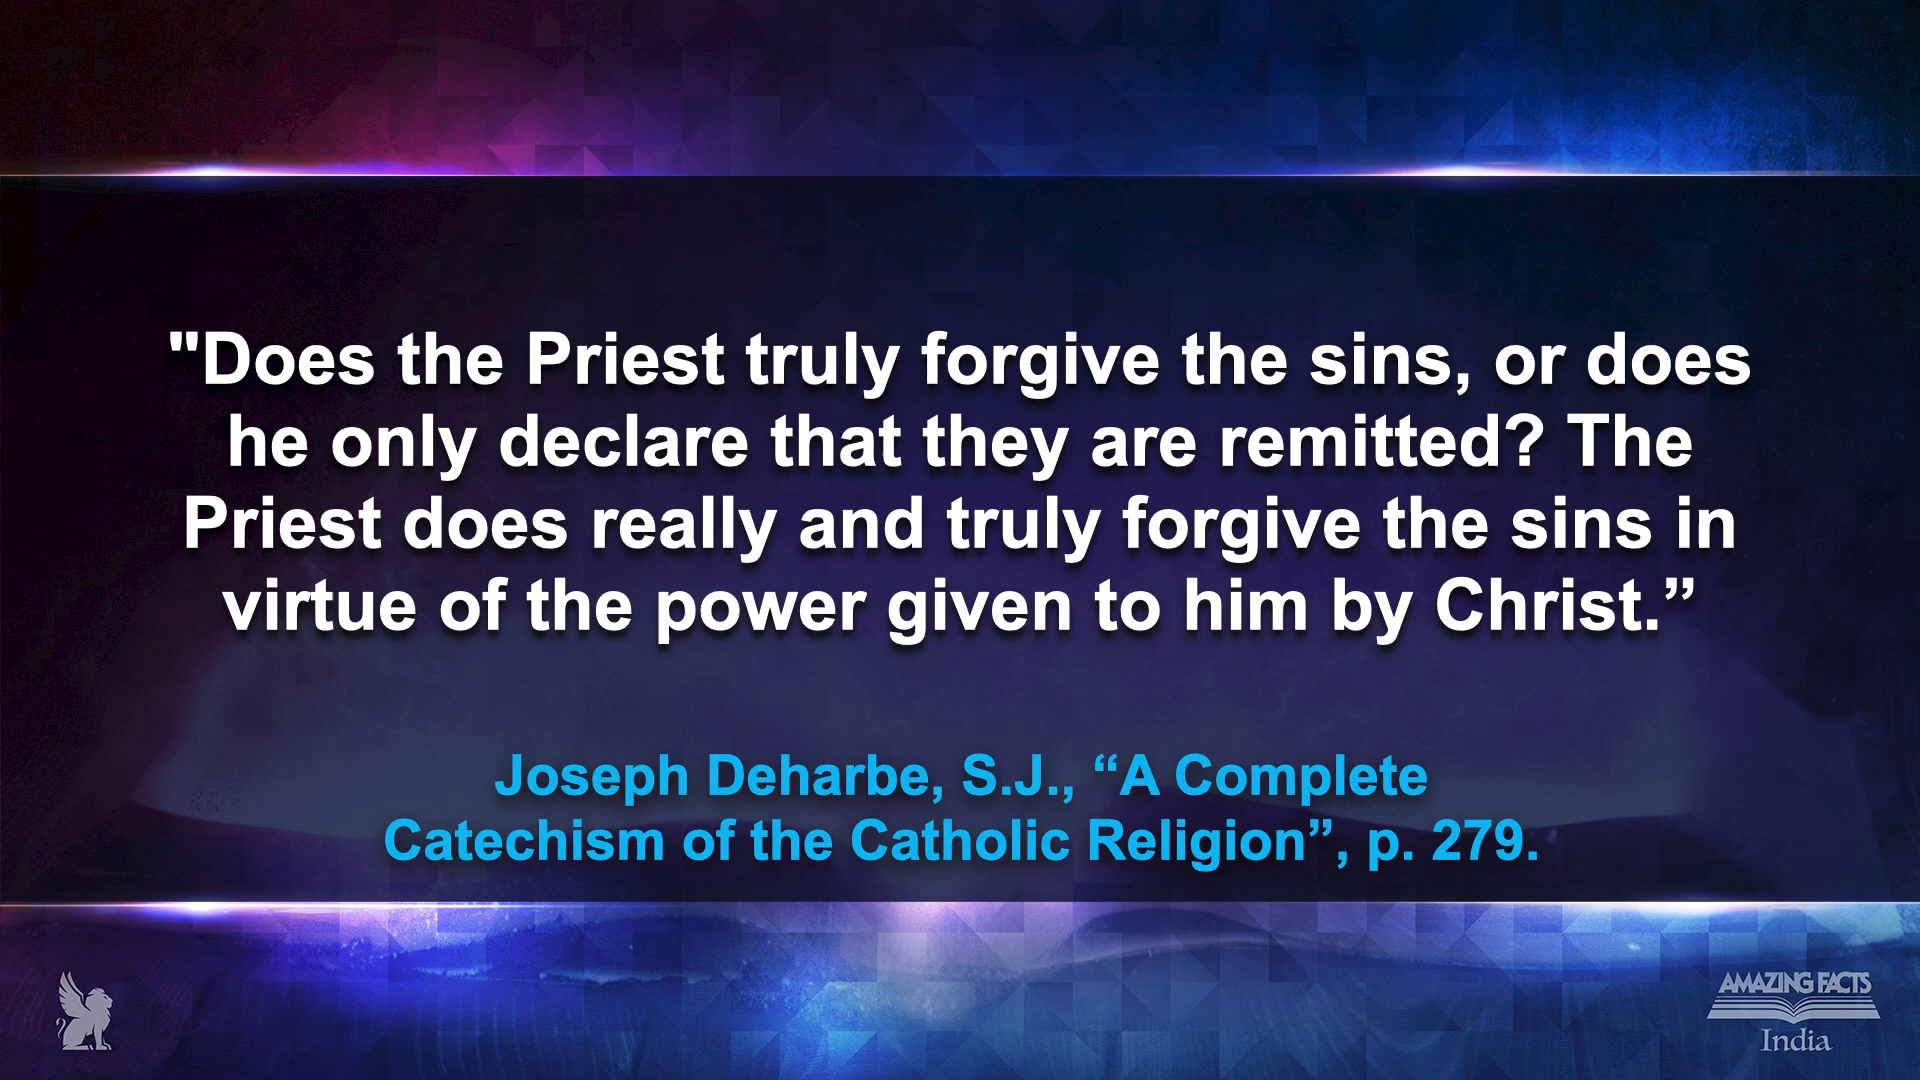 "Does the Priest truly forgive the sins, or does
he only declare that they are remitted? The
Priest does really and truly forgive the sins in
virtue of the power given to him by Christ.”
Joseph Deharbe, S.J., “A Complete
Catechism of the Catholic Religion”, p. 279.
AMAZING FACTS
India